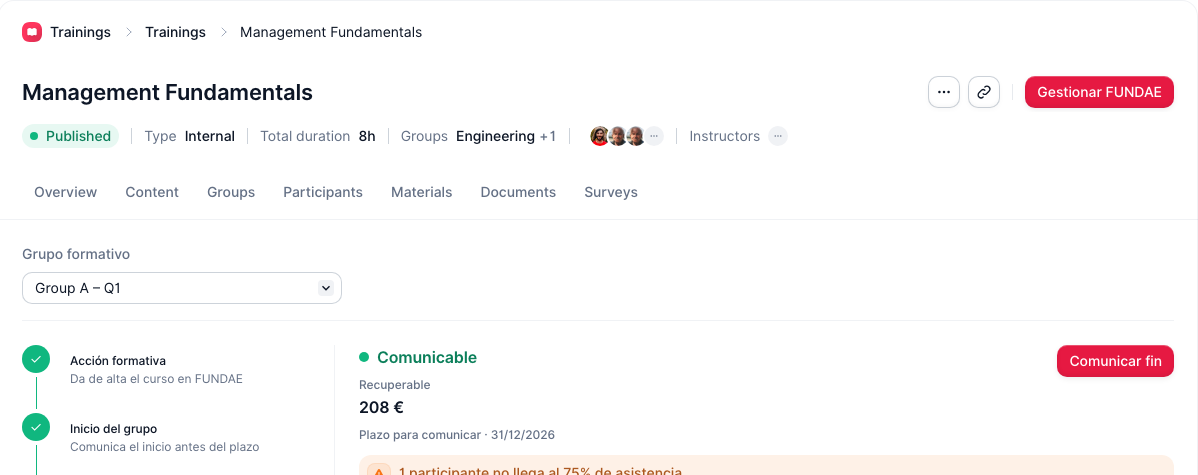 Trainings > Trainings > Management Fundamentals
Management Fundamentals
Gestionar FUNDAE
Published Type Internal Total duration 8h Groups Engineering +1 Instructors
Overview Content Groups Participants Materials Documents Surveys
Grupo formativo
Group A – Q1
Acción formativa
Da de alta el curso en FUNDAE
Inicio del grupo
Comunica el inicio antes del plazo
Comunicable
Comunicar fin
Recuperable
208 €
Plazo para comunicar · 31/12/2026
1 participante no llega al 75% de asistencia